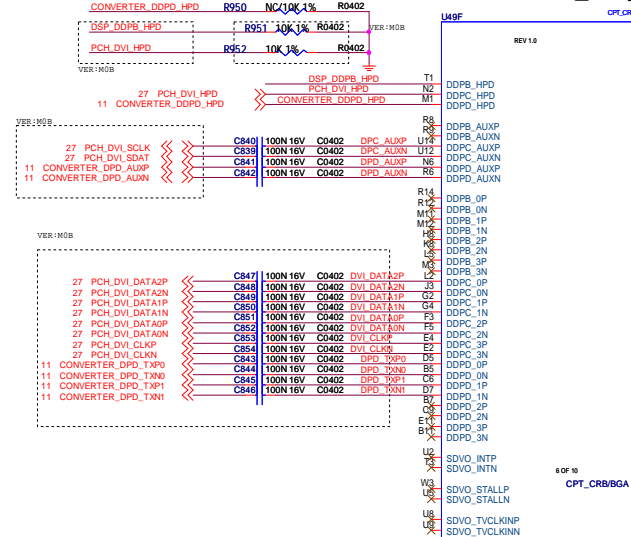 CONVERTER_DDPD_HPD R950 NC/10K 1% R0402
DSP_DDPB_HPD R951 10K 1% R0402 VER:M0B
PCH_DVI_HPD R952 10K 1% R0402
VER:M0B
U49F
CPT_CR
REV 1.0
DSP_DDPB_HPD T1 DDPB_HPD
27 PCH_DVI_HPD PCH_DVI_HPD N2 DDPC_HPD
11 CONVERTER_DDPD_HPD CONVERTER_DDPD_HPD M1 DDPD_HPD
VER:M0B
R8 DDPB_AUXP
R9 DDPB_AUXN
27 PCH_DVI_SCLK C840 100N 16V C0402 DPC_AUXP U14 DDPC_AUXP
27 PCH_DVI_SDAT C839 100N 16V C0402 DPC_AUXN U12 DDPC_AUXN
11 CONVERTER_DPD_AUXP C841 100N 16V C0402 DPD_AUXP N6 DDPD_AUXP
11 CONVERTER_DPD_AUXN C842 100N 16V C0402 DPD_AUXN R6 DDPD_AUXN
R14 DDPB_0P
R12 DDPB_0N
M11 DDPB_1P
M12 DDPB_1N
VER:M0B
H8 DDPB_2P
K8 DDPB_2N
L5 DDPB_3P
M3 DDPB_3N
27 PCH_DVI_DATA2P C847 100N 16V C0402 DVI_DATA2P L2 DDPC_0P
27 PCH_DVI_DATA2N C848 100N 16V C0402 DVI_DATA2N J3 DDPC_0N
27 PCH_DVI_DATA1P C849 100N 16V C0402 DVI_DATA1P G2 DDPC_1P
27 PCH_DVI_DATA1N C850 100N 16V C0402 DVI_DATA1N G4 DDPC_1N
27 PCH_DVI_DATA0P C851 100N 16V C0402 DVI_DATA0P F3 DDPC_2P
27 PCH_DVI_DATA0N C852 100N 16V C0402 DVI_DATA0N F5 DDPC_2N
27 PCH_DVI_CLKP C853 100N 16V C0402 DVI_CLKP E4 DDPC_3P
27 PCH_DVI_CLKN C854 100N 16V C0402 DVI_CLKN E2 DDPC_3N
11 CONVERTER_DPD_TXP0 C843 100N 16V C0402 DPD_TXP0 D5 DDPD_0P
11 CONVERTER_DPD_TXN0 C844 100N 16V C0402 DPD_TXN0 B5 DDPD_0N
11 CONVERTER_DPD_TXP1 C845 100N 16V C0402 DPD_TXP1 C6 DDPD_1P
11 CONVERTER_DPD_TXN1 C846 100N 16V C0402 DPD_TXN1 D7 DDPD_1N
B7 DDPD_2P
C9 DDPD_2N
E11 DDPD_3P
B11 DDPD_3N
U2 SDVO_INTP
T3 SDVO_INTN
6 OF 10
CPT_CRB/BGA
W3 SDVO_STALLP
U5 SDVO_STALLN
U8 SDVO_TVCLKINP
U9 SDVO_TVCLKINN